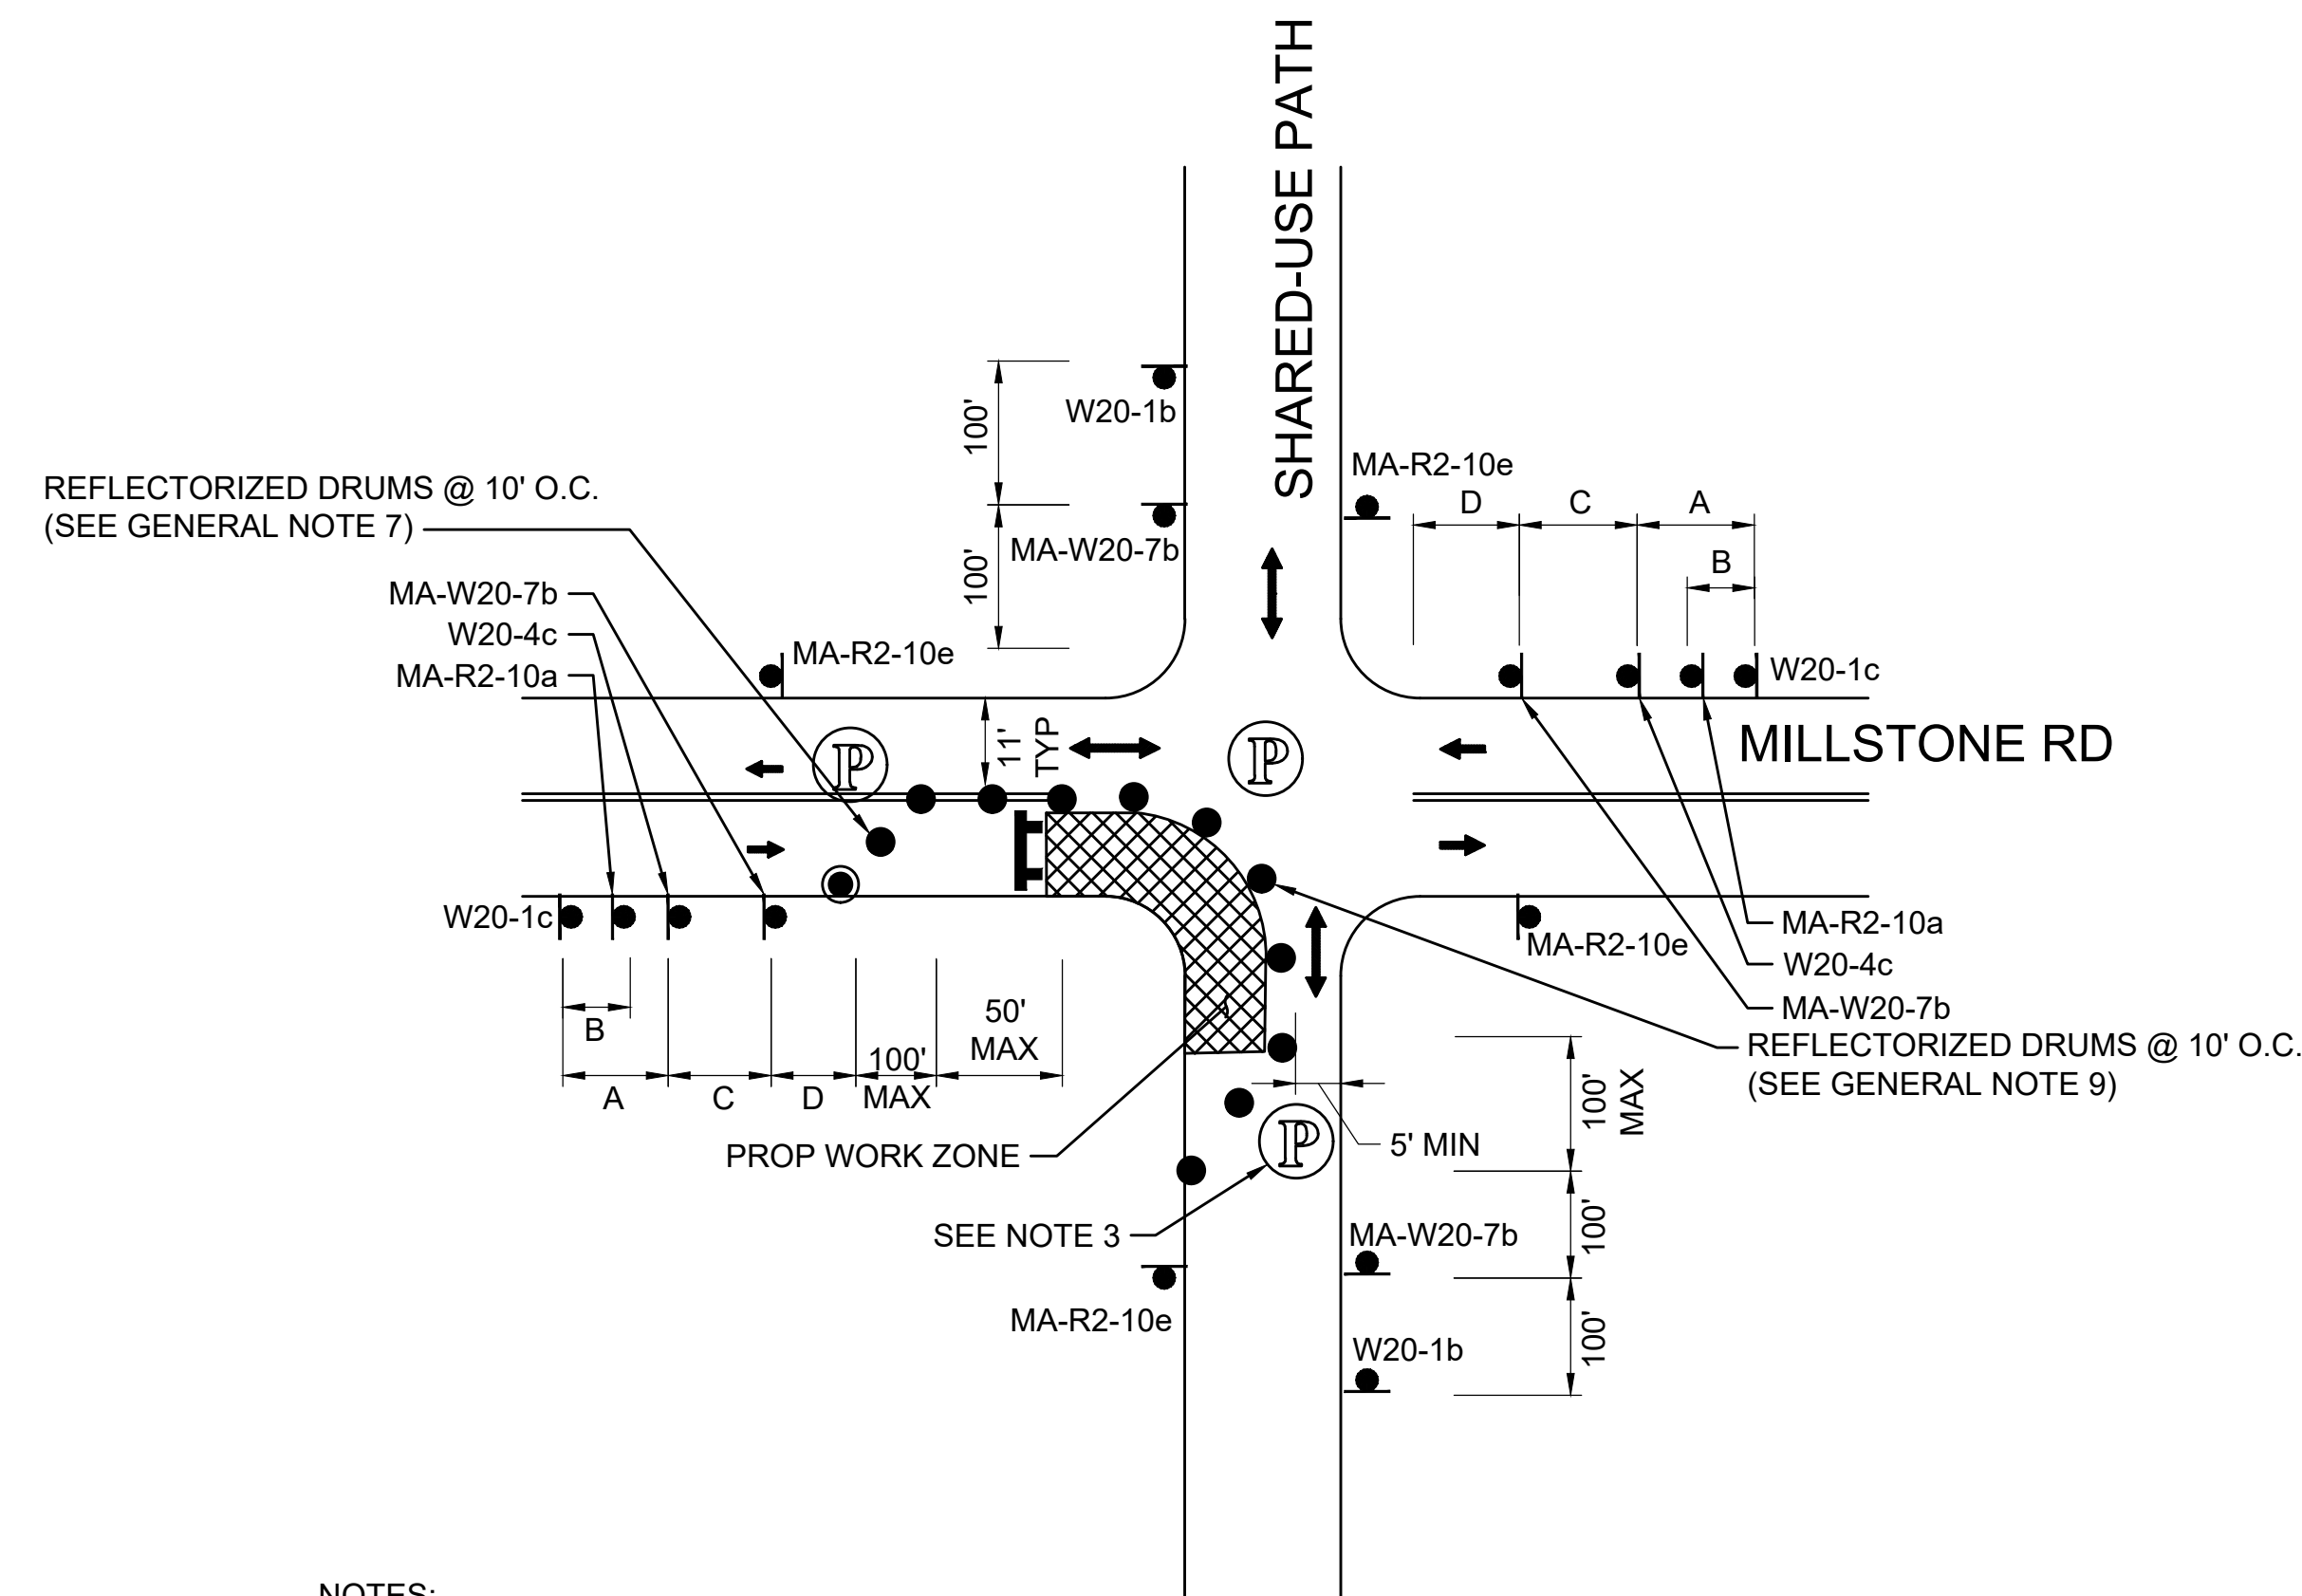 SHARED-USE PATH
100'
W20-1b
MA-R2-10e
REFLECTORIZED DRUMS @ 10' O.C.
(SEE GENERAL NOTE 7)
D
C
A
100'
MA-W20-7b
B
MA-W20-7b
W20-4c
MA-R2-10a
MA-R2-10e
W20-1c
11'
TYP
P
P
MILLSTONE RD
W20-1c
MA-R2-10a
MA-R2-10e
W20-4c
MA-W20-7b
B
50'
MAX
100'
MAX
A
C
D
REFLECTORIZED DRUMS @ 10' O.C.
(SEE GENERAL NOTE 9)
100'
MAX
PROP WORK ZONE
P
5' MIN
SEE NOTE 3
MA-W20-7b
100'
MA-R2-10e
W20-1b
100'
NOTES: